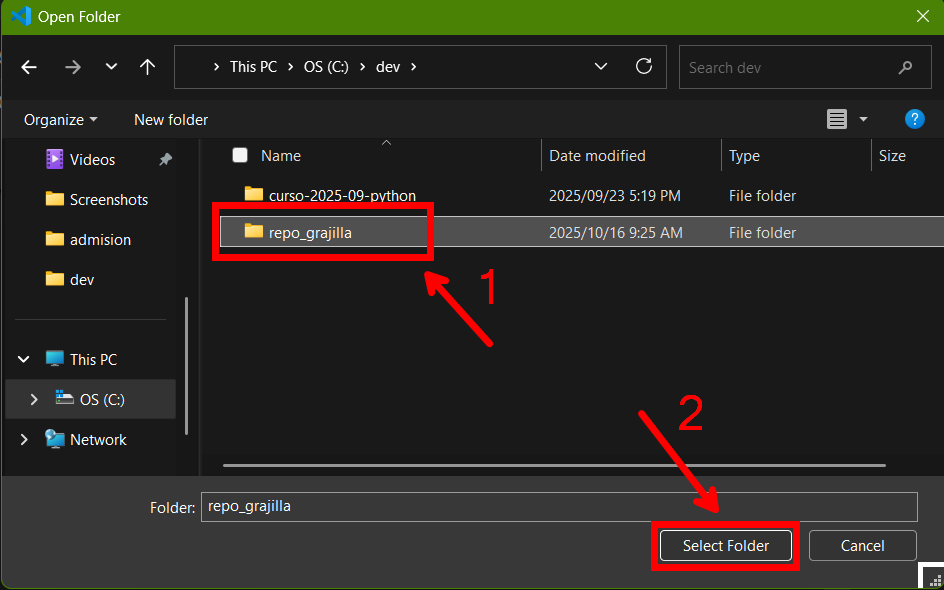 Open Folder
This PC OS (C:) dev
Search dev
Organize New folder
?
Name Date modified Type Size
Videos
Screenshots
admision
dev
This PC
OS (C:)
Network
curso-2025-09-python 2025/09/23 5:19 PM File folder
repo_grajilla 2025/10/16 9:25 AM File folder
1
2
Folder: repo_grajilla
Select Folder Cancel